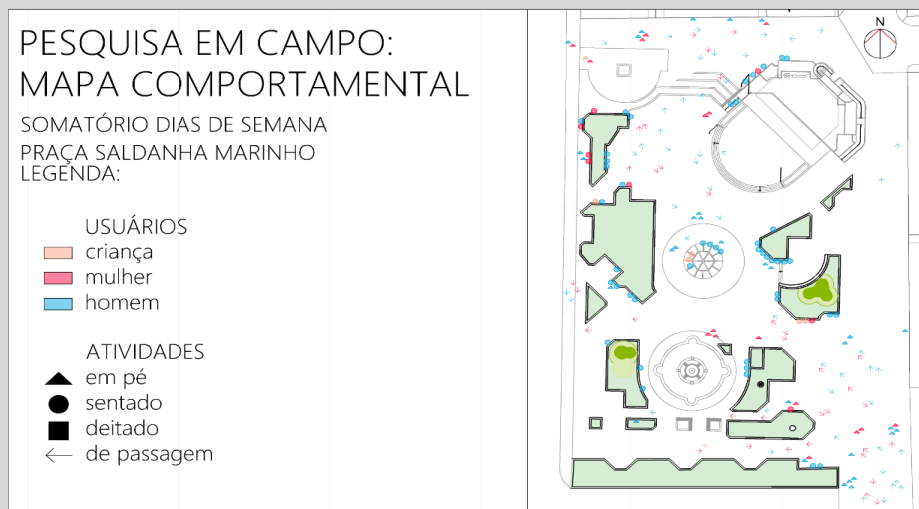 PESQUISA EM CAMPO:
MAPA COMPORTAMENTAL
SOMATÓRIO DIAS DE SEMANA
PRAÇA SALDANHA MARINHO
LEGENDA:
USUÁRIOS
criança
mulher
homem
ATIVIDADES
em pé
sentado
deitado
de passagem
N